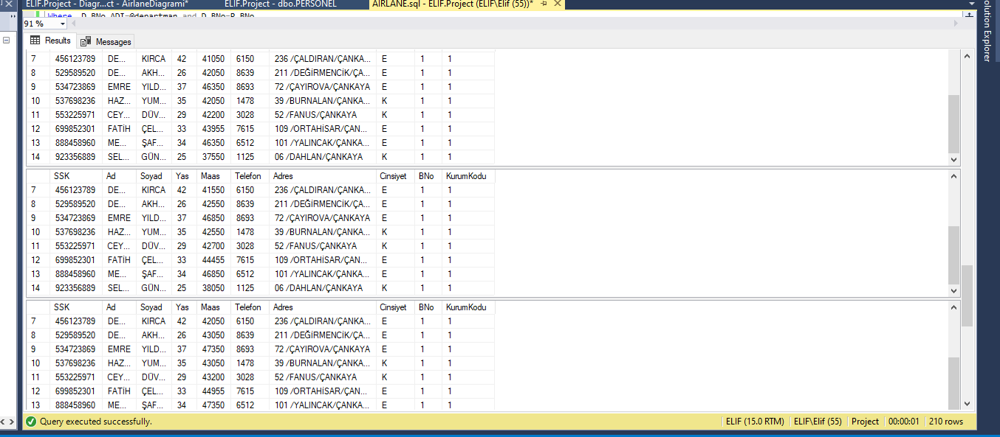 ELIF.Project - Diagr...ct - AirlaneDiagrami* ELIF.Project - dbo.PERSONEL AIRLANE.sql - ELIF.Project (ELIF\Elif (55))*
Where D.BNo_ADI=@departman and D.BNo=P.BNo
91 %
Results Messages
7 456123789 DE... KIRCA 42 41050 6150 236 /ÇALDIRAN/ÇANKA... E 1 1
8 529589520 DE... AKH... 26 42050 8639 211 /DEĞİRMENCİK/ÇA... E 1 1
9 534723869 EMRE YILD... 37 46350 8693 72 /ÇAYIROVA/ÇANKAYA E 1 1
10 537698236 HAZ... YUM... 35 42050 1478 39 /BURNALAN/ÇANKA... K 1 1
11 553225971 CEY... DÜV... 29 42200 3028 52 /FANUS/ÇANKAYA K 1 1
12 699852301 FATİH ÇEL... 33 43955 7615 109 /ORTAHİSAR/ÇAN... E 1 1
13 888458960 ME... ŞAF... 34 46350 6512 101 /YALINCAK/ÇANKA... E 1 1
14 923356889 SEL... GÜN... 25 37550 1125 06 /DAHLAN/ÇANKAYA K 1 1
SSK Ad Soyad Yas Maas Telefon Adres Cinsiyet BNo KurumKodu
7 456123789 DE... KIRCA 42 41550 6150 236 /ÇALDIRAN/ÇANKA... E 1 1
8 529589520 DE... AKH... 26 42550 8639 211 /DEĞİRMENCİK/ÇA... E 1 1
9 534723869 EMRE YILD... 37 46850 8693 72 /ÇAYIROVA/ÇANKAYA E 1 1
10 537698236 HAZ... YUM... 35 42550 1478 39 /BURNALAN/ÇANKA... K 1 1
11 553225971 CEY... DÜV... 29 42700 3028 52 /FANUS/ÇANKAYA K 1 1
12 699852301 FATİH ÇEL... 33 44455 7615 109 /ORTAHİSAR/ÇAN... E 1 1
13 888458960 ME... ŞAF... 34 46850 6512 101 /YALINCAK/ÇANKA... E 1 1
14 923356889 SEL... GÜN... 25 38050 1125 06 /DAHLAN/ÇANKAYA K 1 1
SSK Ad Soyad Yas Maas Telefon Adres Cinsiyet BNo KurumKodu
7 456123789 DE... KIRCA 42 42050 6150 236 /ÇALDIRAN/ÇANKA... E 1 1
8 529589520 DE... AKH... 26 43050 8639 211 /DEĞİRMENCİK/ÇA... E 1 1
9 534723869 EMRE YILD... 37 47350 8693 72 /ÇAYIROVA/ÇANKAYA E 1 1
10 537698236 HAZ... YUM... 35 43050 1478 39 /BURNALAN/ÇANKA... K 1 1
11 553225971 CEY... DÜV... 29 43200 3028 52 /FANUS/ÇANKAYA K 1 1
12 699852301 FATİH ÇEL... 33 44955 7615 109 /ORTAHİSAR/ÇAN... E 1 1
13 888458960 ME... ŞAF... 34 47350 6512 101 /YALINCAK/ÇANKA... E 1 1
Query executed successfully. ELIF (15.0 RTM) ELIF\Elif (55) Project 00:00:01 210 rows
olution Explorer